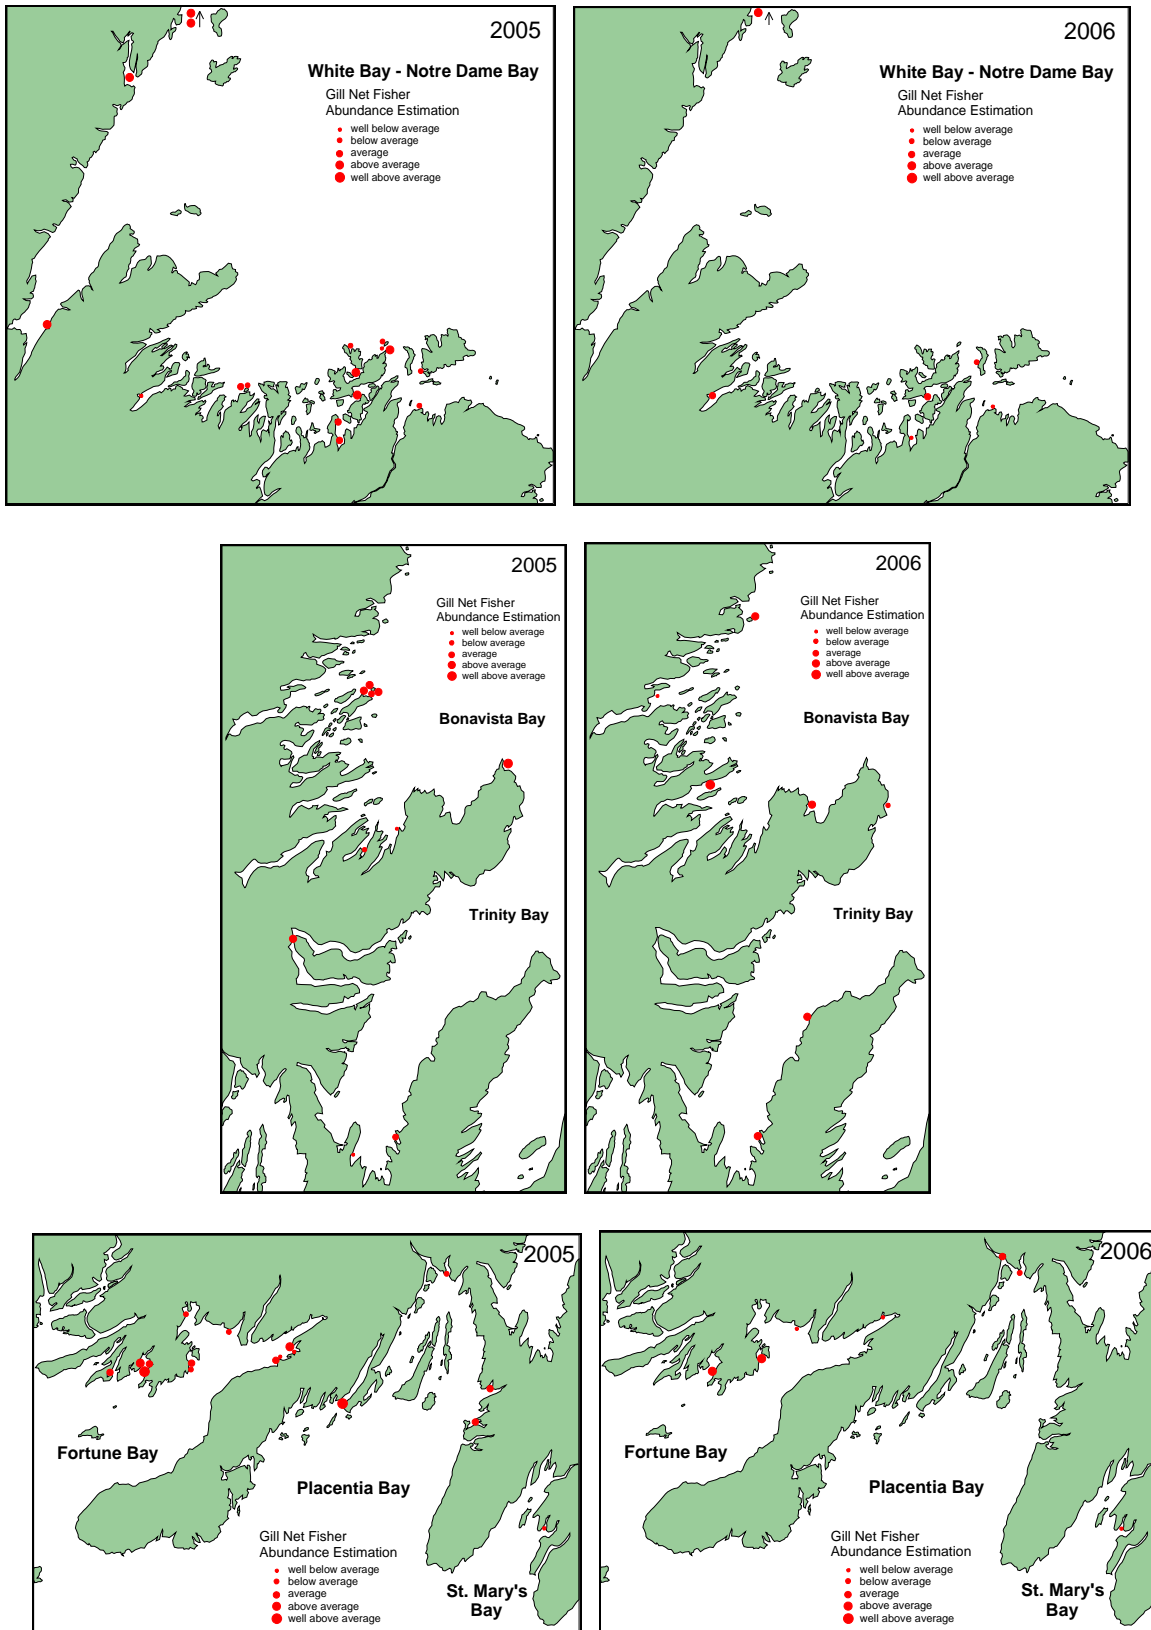 2005
White Bay - Notre Dame Bay
Gill Net Fisher
Abundance Estimation
well below average
below average
average
above average
well above average
2006
White Bay - Notre Dame Bay
Gill Net Fisher
Abundance Estimation
well below average
below average
average
above average
well above average
2005
Gill Net Fisher
Abundance Estimation
well below average
below average
average
above average
well above average
Bonavista Bay
Trinity Bay
2006
Gill Net Fisher
Abundance Estimation
well below average
below average
average
above average
well above average
Bonavista Bay
Trinity Bay
2005
Fortune Bay
Placentia Bay
Gill Net Fisher
Abundance Estimation
well below average
below average
average
above average
well above average
St. Mary's
Bay
2006
Fortune Bay
Placentia Bay
Gill Net Fisher
Abundance Estimation
well below average
below average
average
above average
well above average
St. Mary's
Bay